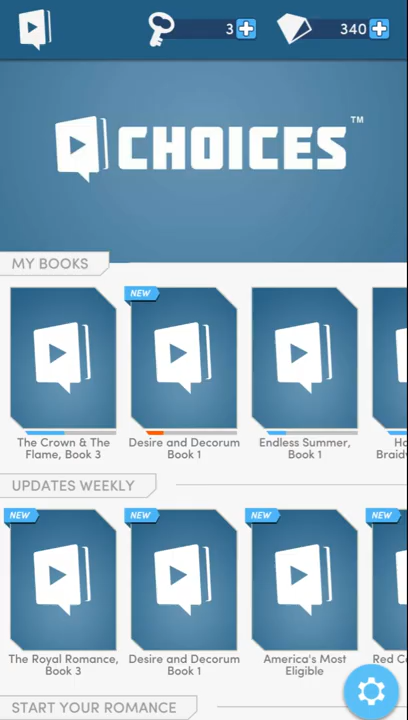 3
340
CHOICES™
MY BOOKS
NEW
The Crown & The
Flame, Book 3
Desire and Decorum
Book 1
Endless Summer,
Book 1
UPDATES WEEKLY
NEW
NEW
NEW
NEW
The Royal Romance,
Book 3
Desire and Decorum
Book 1
America's Most
Eligible
START YOUR ROMANCE